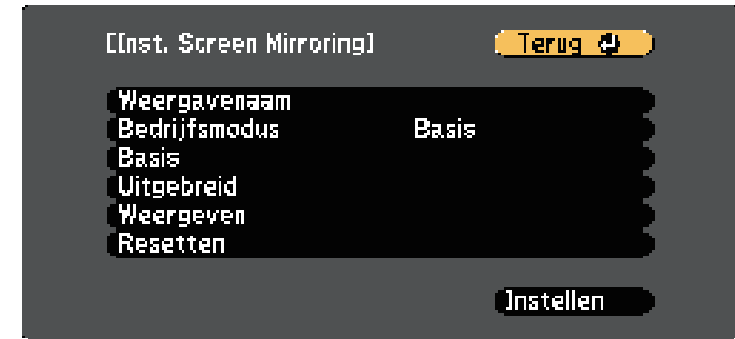 [Inst. Screen Mirroring] Terug
Weergavenaam
Bedrijfsmodus Basis
Basis
Uitgebreid
Weergeven
Resetten
Instellen